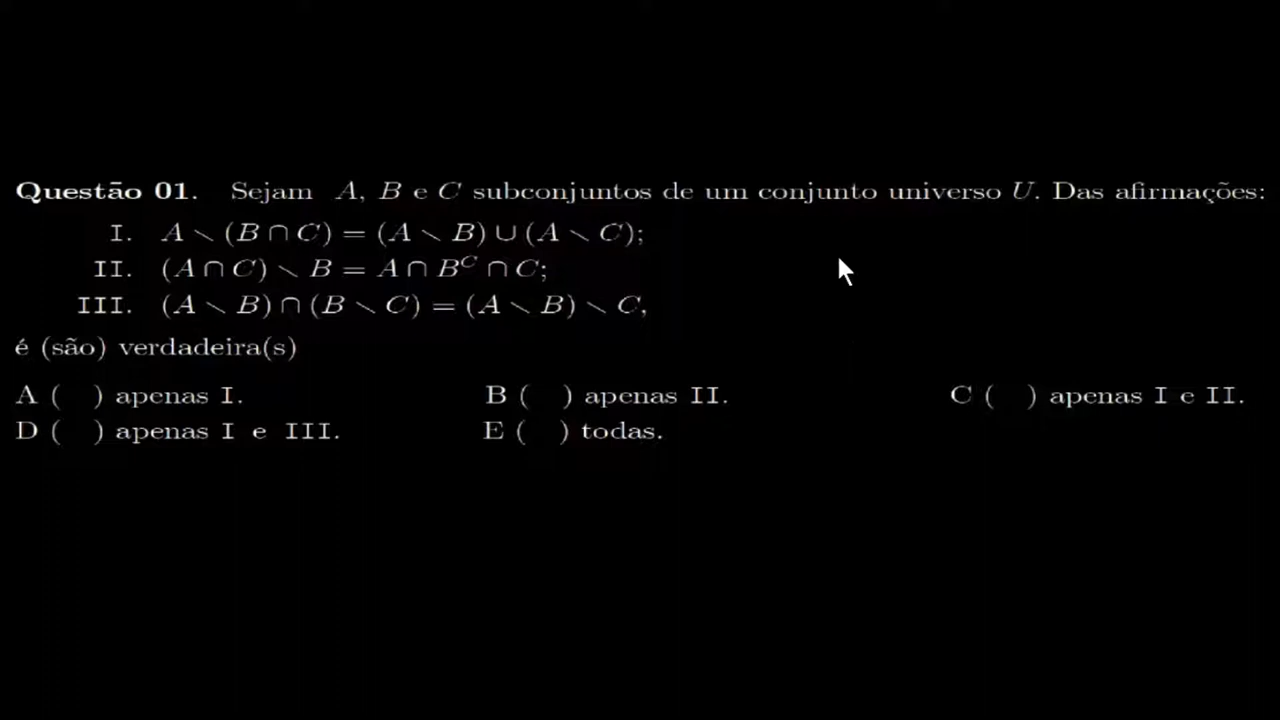 Questão 01. Sejam A, B e C subconjuntos de um conjunto universo U. Das afirmações:
I. A ∖ (B ∩ C) = (A ∖ B) ∪ (A ∖ C);
II. (A ∩ C) ∖ B = A ∩ Bᶜ ∩ C;
III. (A ∖ B) ∩ (B ∖ C) = (A ∖ B) ∖ C,
é (são) verdadeira(s)
A ( ) apenas I. B ( ) apenas II. C ( ) apenas I e II.
D ( ) apenas I e III. E ( ) todas.